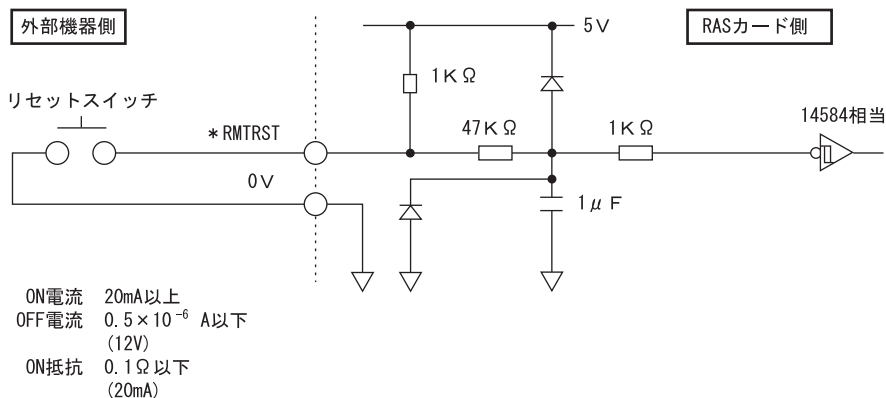 外部機器側
RASカード側
5V
1KΩ
リセットスイッチ
14584相当
*RMTRST
47KΩ
1KΩ
0V
1μF
ON電流 20mA以上
OFF電流 0.5×10⁻⁶ A以下
(12V)
ON抵抗 0.1Ω以下
(20mA)